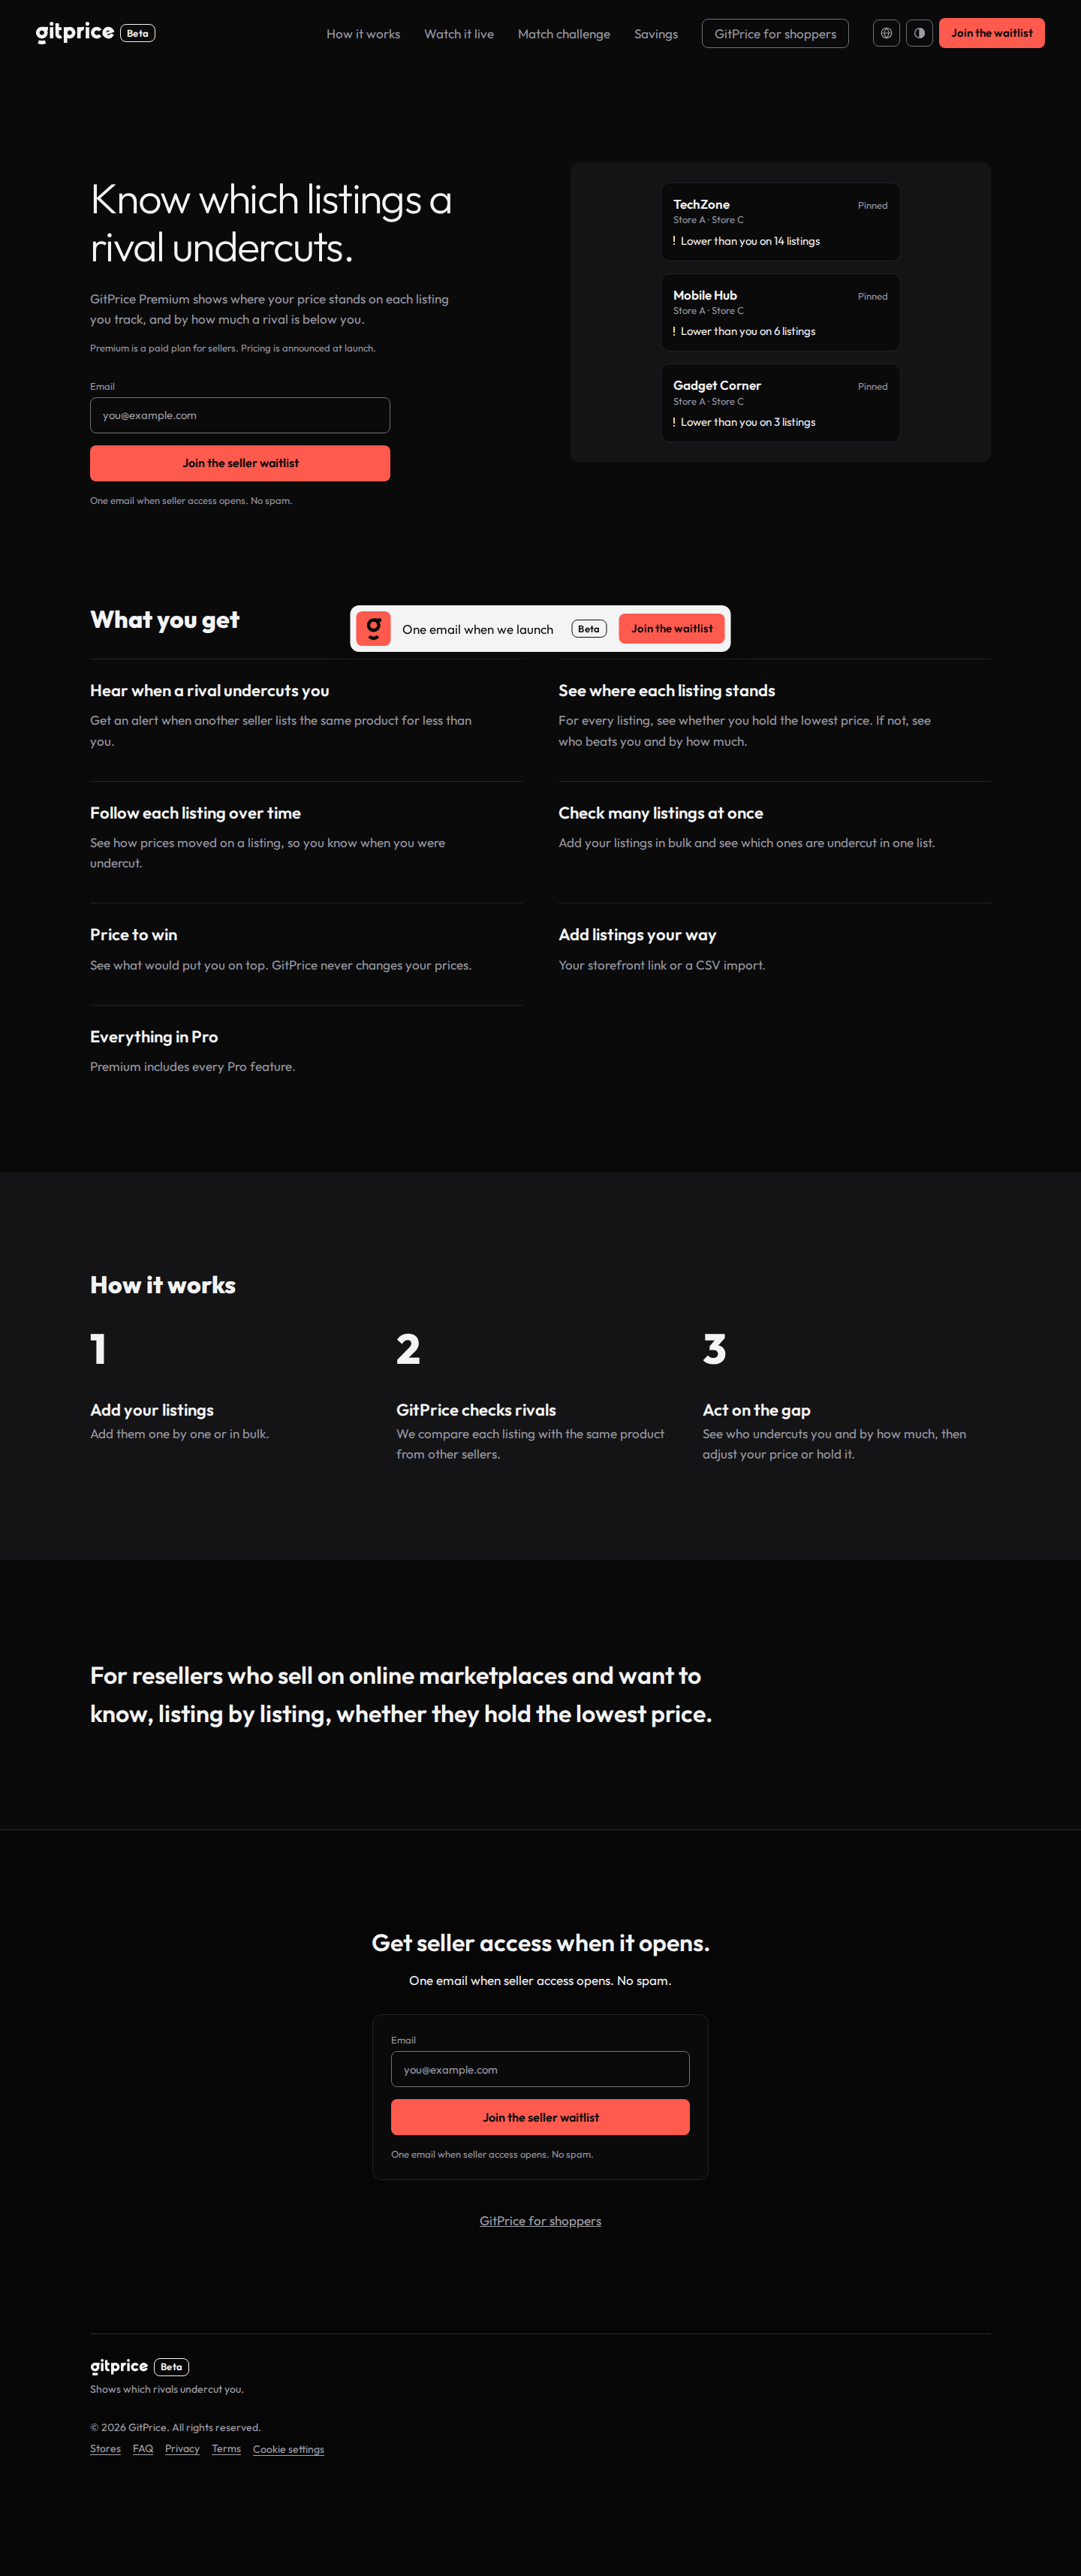 gitprice Beta
How it works Watch it live Match challenge Savings GitPrice for shoppers Join the waitlist
Know which listings a
rival undercuts.
GitPrice Premium shows where your price stands on each listing
you track, and by how much a rival is below you.
Premium is a paid plan for sellers. Pricing is announced at launch.
Email
you@example.com
Join the seller waitlist
One email when seller access opens. No spam.
TechZone Pinned
Store A · Store C
! Lower than you on 14 listings
Mobile Hub Pinned
Store A · Store C
! Lower than you on 6 listings
Gadget Corner Pinned
Store A · Store C
! Lower than you on 3 listings
What you get
g One email when we launch Beta Join the waitlist
Hear when a rival undercuts you
Get an alert when another seller lists the same product for less than
you.
See where each listing stands
For every listing, see whether you hold the lowest price. If not, see
who beats you and by how much.
Follow each listing over time
See how prices moved on a listing, so you know when you were
undercut.
Check many listings at once
Add your listings in bulk and see which ones are undercut in one list.
Price to win
See what would put you on top. GitPrice never changes your prices.
Add listings your way
Your storefront link or a CSV import.
Everything in Pro
Premium includes every Pro feature.
How it works
1
Add your listings
Add them one by one or in bulk.
2
GitPrice checks rivals
We compare each listing with the same product
from other sellers.
3
Act on the gap
See who undercuts you and by how much, then
adjust your price or hold it.
For resellers who sell on online marketplaces and want to
know, listing by listing, whether they hold the lowest price.
Get seller access when it opens.
One email when seller access opens. No spam.
Email
you@example.com
Join the seller waitlist
One email when seller access opens. No spam.
GitPrice for shoppers
gitprice Beta
Shows which rivals undercut you.
© 2026 GitPrice. All rights reserved.
Stores FAQ Privacy Terms Cookie settings